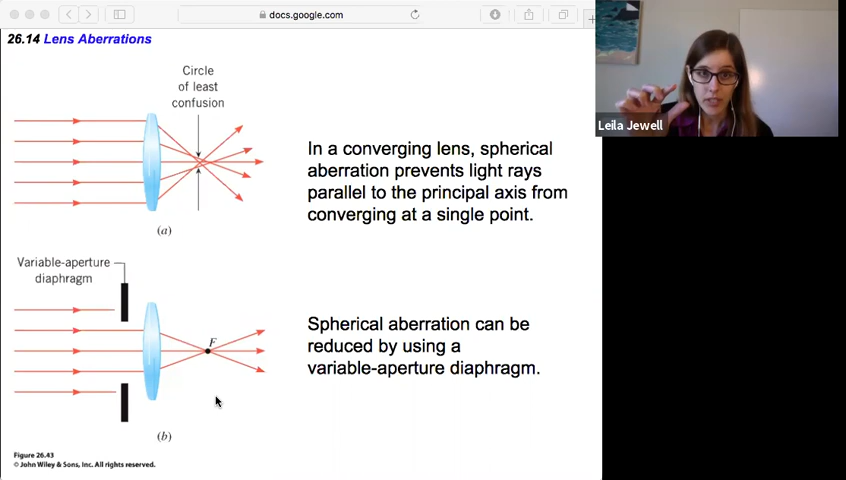 docs.google.com
26.14 Lens Aberrations
Circle
of least
confusion
Leila Jewell
In a converging lens, spherical
aberration prevents light rays
parallel to the principal axis from
converging at a single point.
(a)
Variable-aperture
diaphragm
F
Spherical aberration can be
reduced by using a
variable-aperture diaphragm.
(b)
Figure 26.43
© John Wiley & Sons, Inc. All rights reserved.